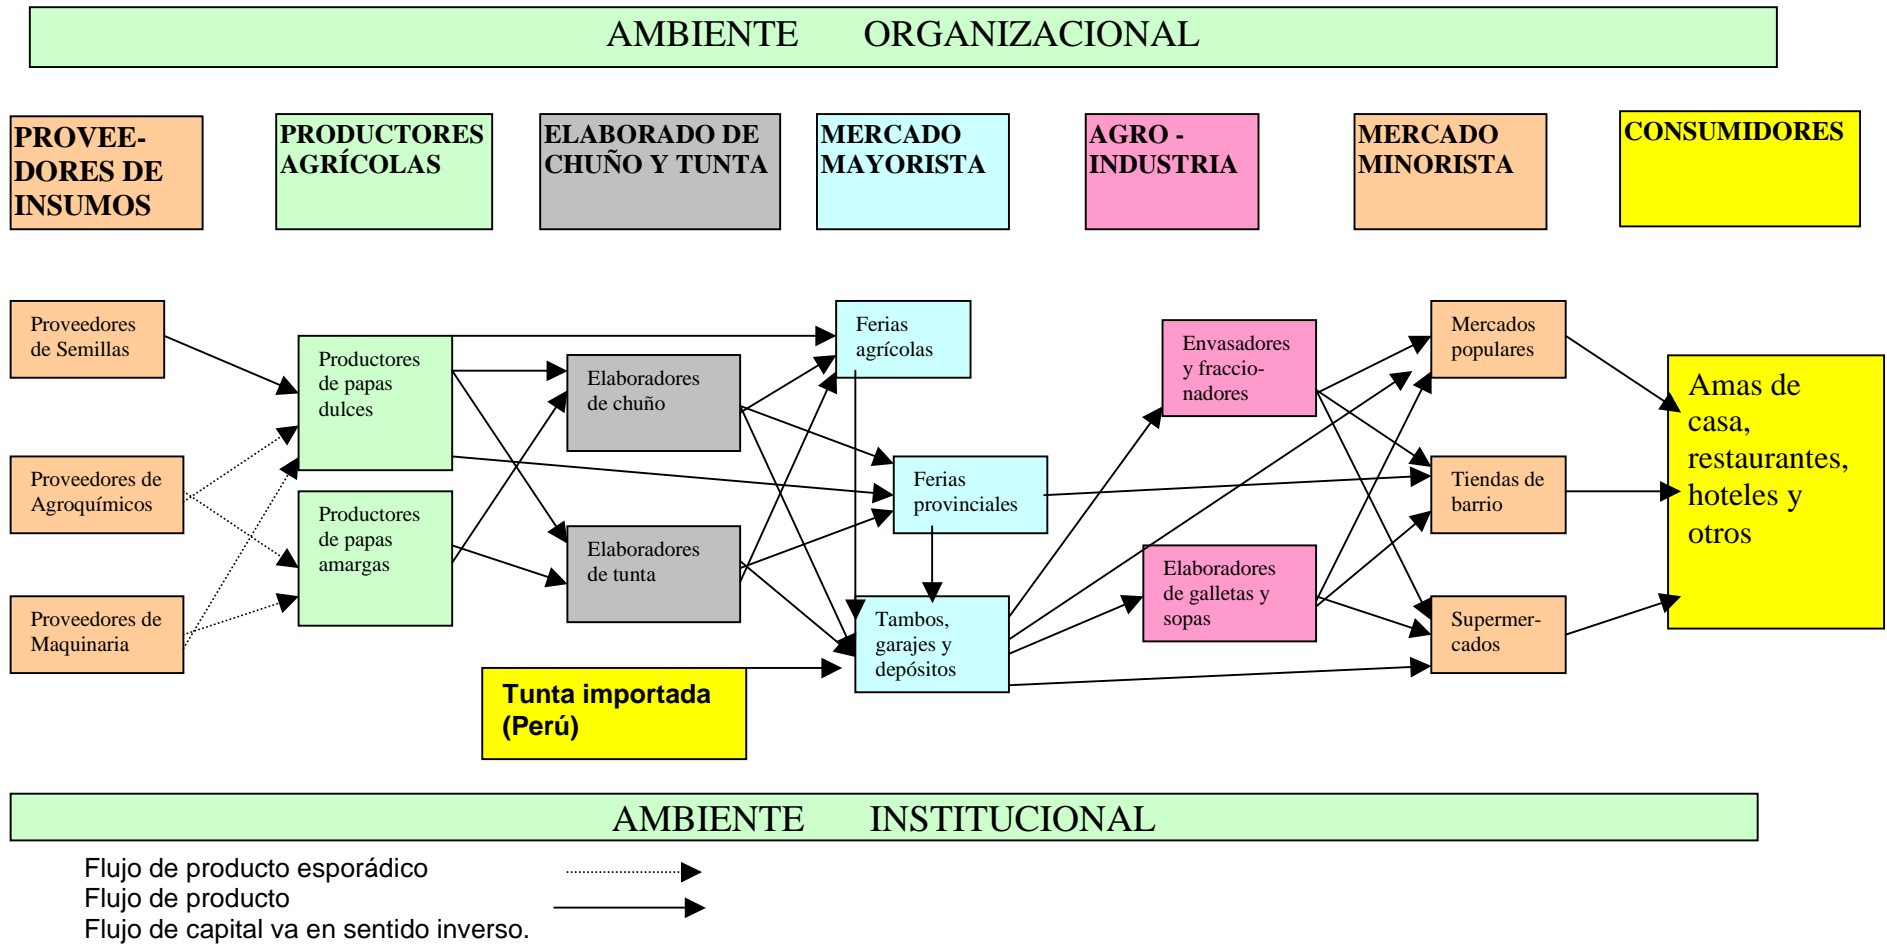 AMBIENTE ORGANIZACIONAL
PROVEE-
DORES DE
INSUMOS
PRODUCTORES
AGRÍCOLAS
ELABORADO DE
CHUÑO Y TUNTA
MERCADO
MAYORISTA
AGRO -
INDUSTRIA
MERCADO
MINORISTA
CONSUMIDORES
Proveedores
de Semillas
Proveedores de
Agroquímicos
Proveedores de
Maquinaria
Productores
de papas
dulces
Productores
de papas
amargas
Elaboradores
de chuño
Elaboradores
de tunta
Tunta importada
(Perú)
Ferias
agrícolas
Ferias
provinciales
Tambos,
garajes y
depósitos
Envasadores
y fraccio-
nadores
Elaboradores
de galletas y
sopas
Mercados
populares
Tiendas de
barrio
Supermer-
cados
Amas de
casa,
restaurantes,
hoteles y
otros
AMBIENTE INSTITUCIONAL
Flujo de producto esporádico
Flujo de producto
Flujo de capital va en sentido inverso.